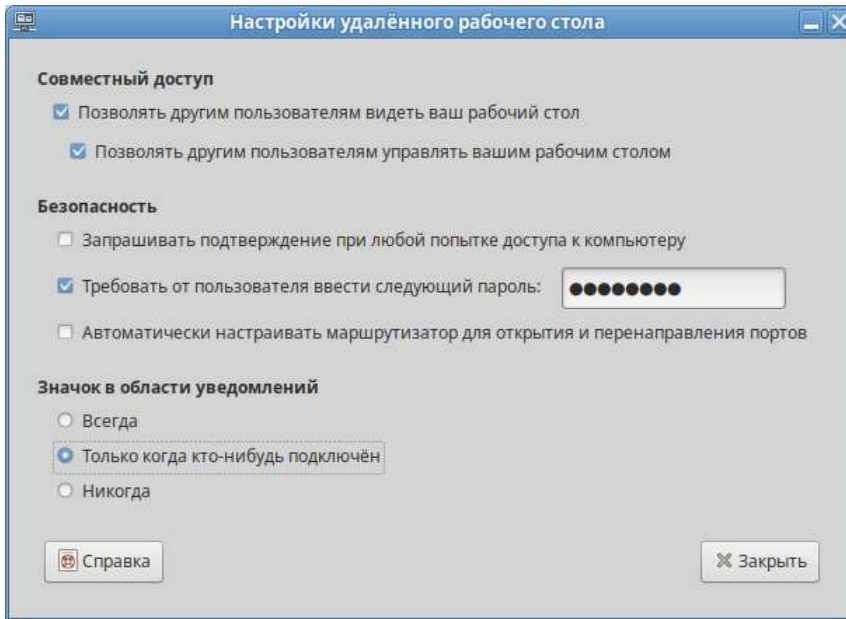 Настройки удалённого рабочего стола
Совместный доступ
Позволять другим пользователям видеть ваш рабочий стол
Позволять другим пользователям управлять вашим рабочим столом
Безопасность
Запрашивать подтверждение при любой попытке доступа к компьютеру
Требовать от пользователя ввести следующий пароль: ●●●●●●●●
Автоматически настраивать маршрутизатор для открытия и перенаправления портов
Значок в области уведомлений
Всегда
Только когда кто-нибудь подключён
Никогда
Справка Закрыть